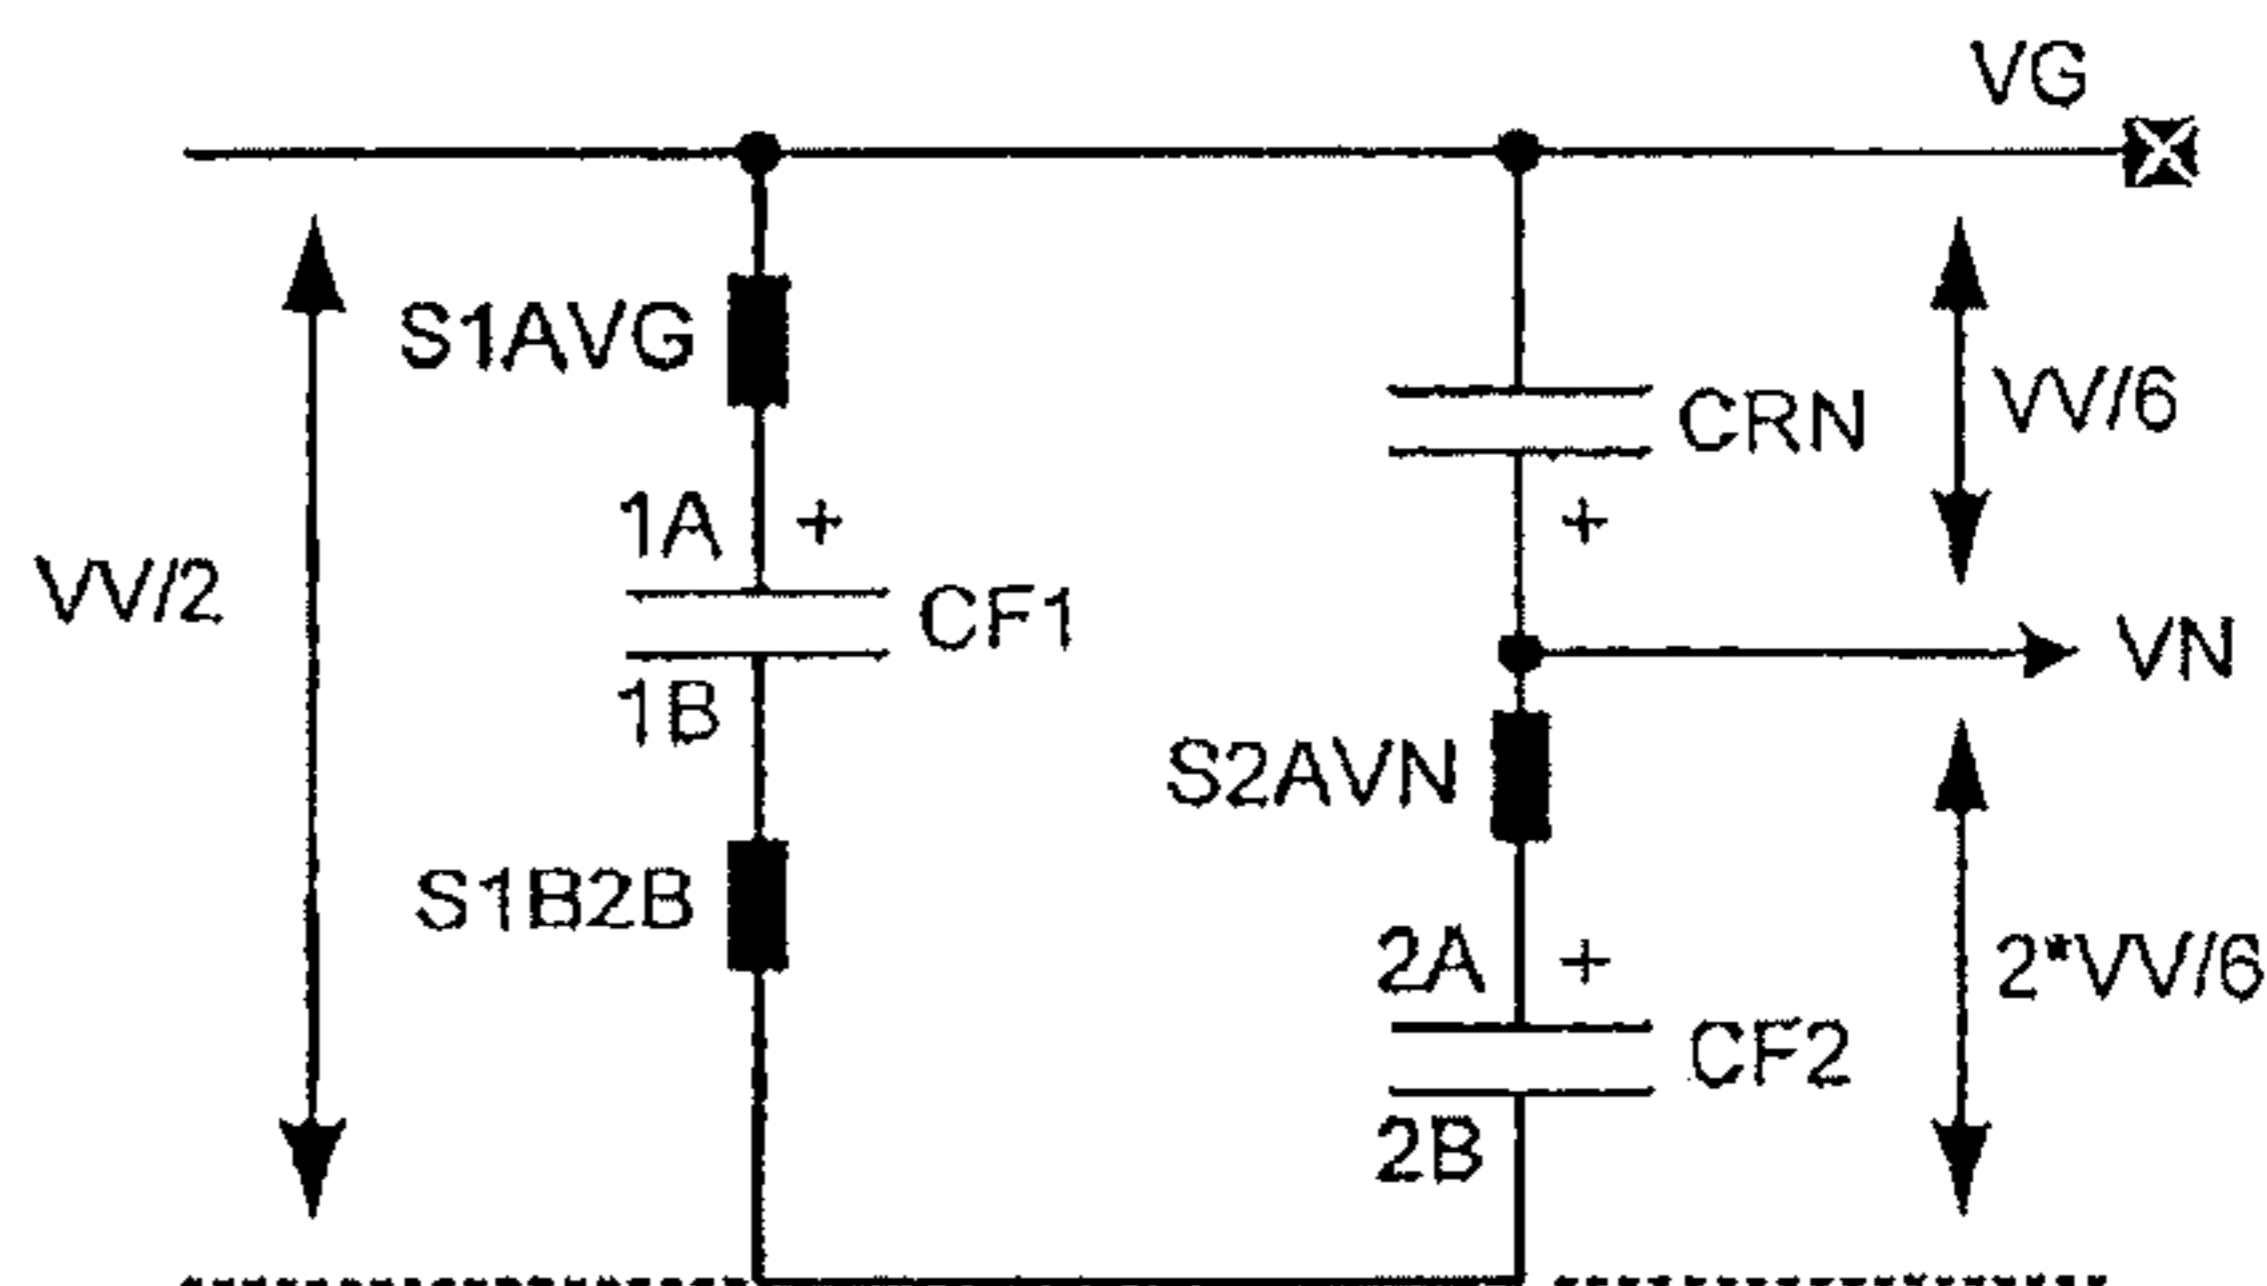 VG
S1AVG
CRN
VV/6
1A +
+
VV/2
CF1
VN
1B
S2AVN
S1B2B
2A +
2*VV/6
CF2
2B